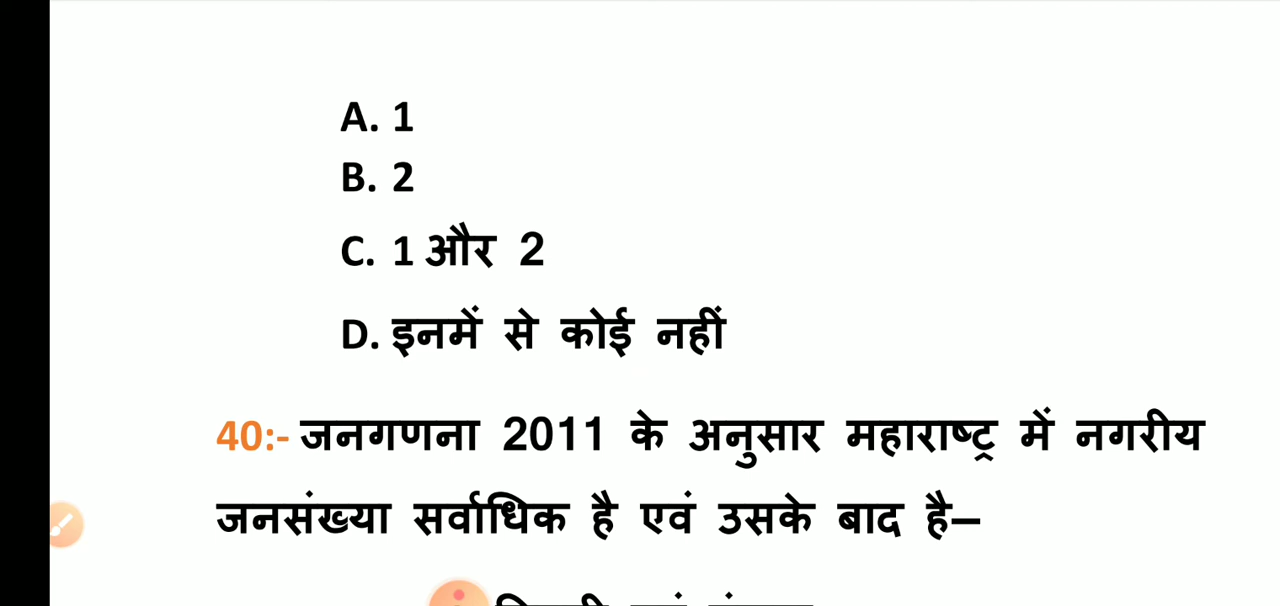 A. 1
B. 2
C. 1 और 2
D. इनमें से कोई नहीं
40:- जनगणना 2011 के अनुसार महाराष्ट्र में नगरीय
जनसंख्या सर्वाधिक है एवं उसके बाद है–